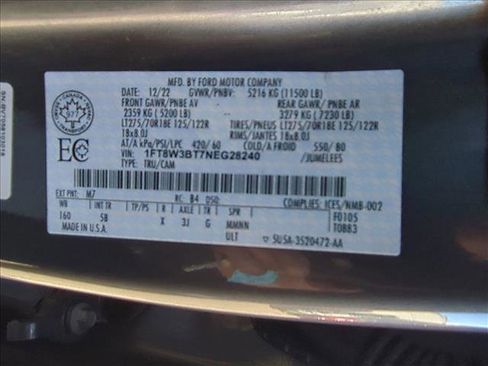 MFD. BY FORD MOTOR COMPANY
12/22 GVWR/PNBV: 5216 KG (11500 LB)
FRONT GAWR/PNBE AV REAR GAWR/PNBE AR
2359 KG (5200 LB) 3279 KG (7230 LB)
LT275/70R18E 125/122R TIRES/PNEUS LT275/70R18E 125/122R
18x8.0J RIMS/JANTES 18x8.0J
AT/A kPa/PSI/LPC 420/60 COLD/A FROID 550/80
VIN: 1FT8W3BT7NEG28240 /JUMELEES
TYPE: TRU/CAM
EXT PNT: M7 RC: B4 DSO: COMPLIES ICES/NMB-002
WB INT TR TP/PS R AXLE TR SPR F0105
160 5B X 3J G MMNN T0883
MADE IN U.S.A. ULT 5U5A-3520472-AA
977
EC